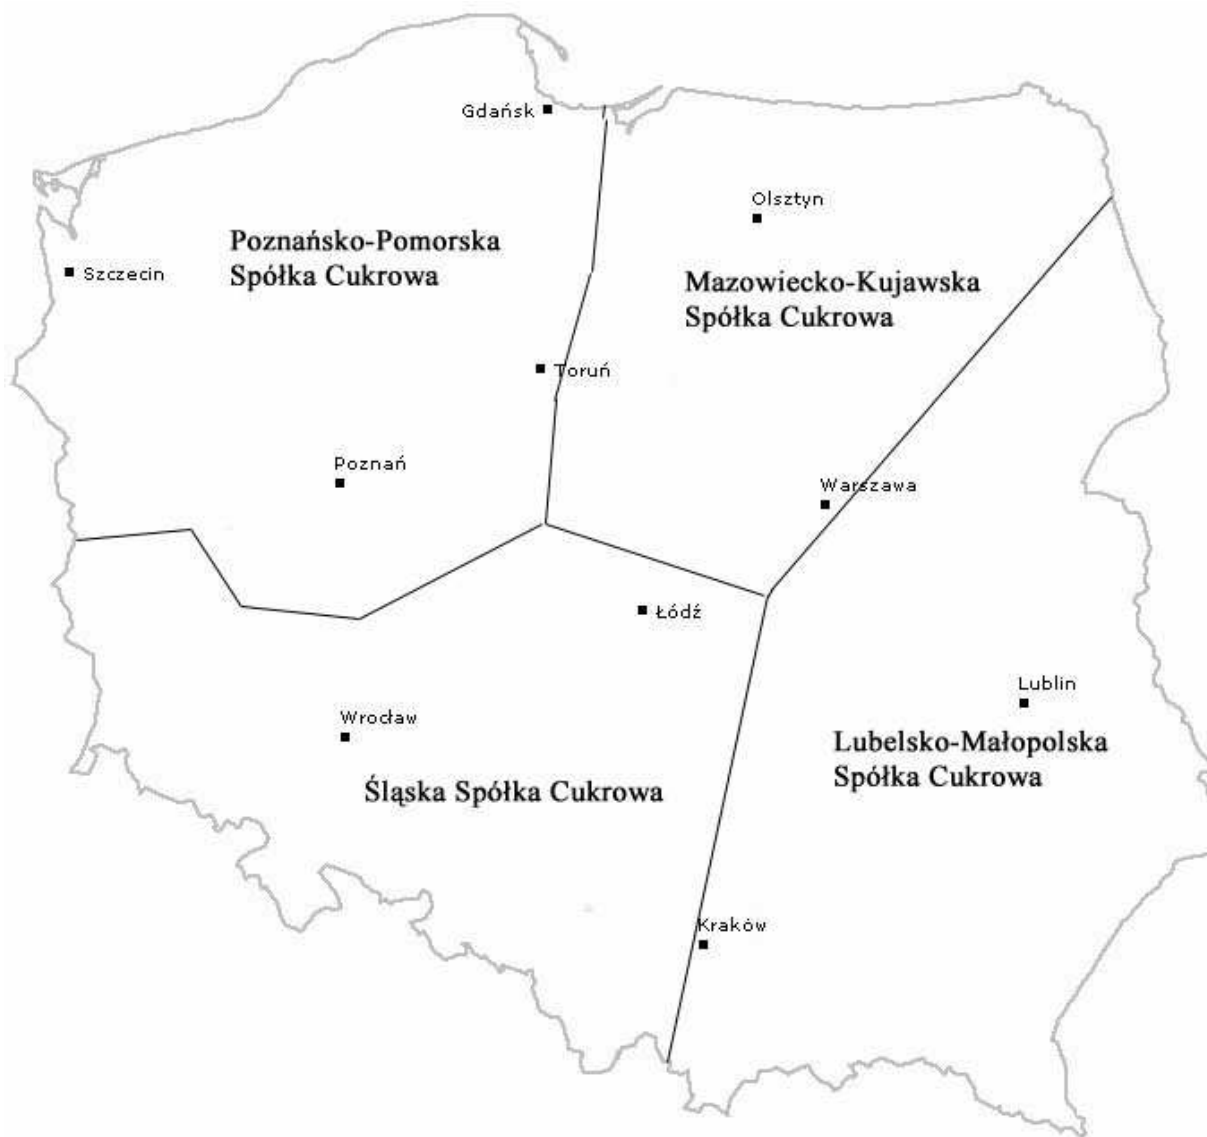 Gdańsk
Olsztyn
Poznańsko-Pomorska
Spółka Cukrowa
Szczecin
Mazowiecko-Kujawska
Spółka Cukrowa
Toruń
Poznań
Warszawa
Łódź
Lublin
Wrocław
Lubelsko-Małopolska
Spółka Cukrowa
Śląska Spółka Cukrowa
Kraków